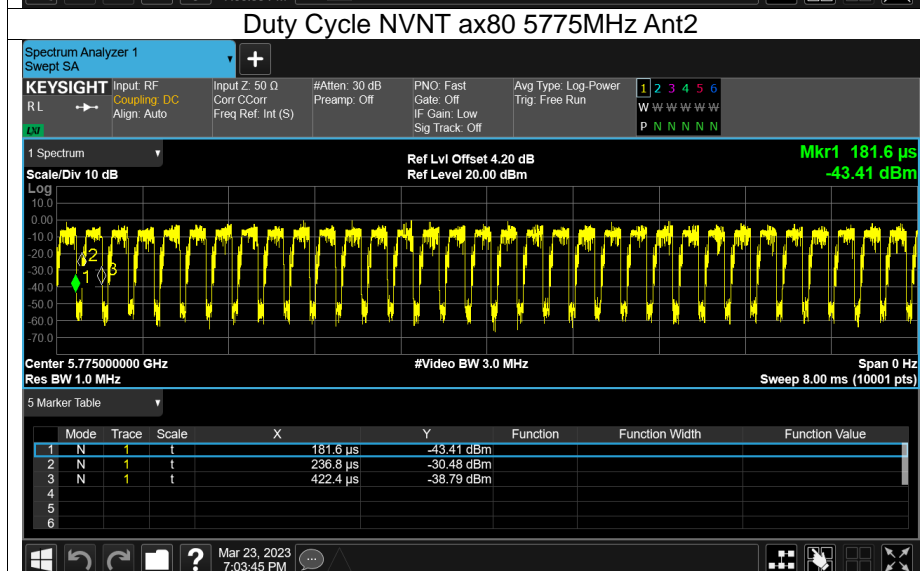 Duty Cycle NVNT ax80 5775MHz Ant2
Spectrum Analyzer 1
Swept SA
+
KEYSIGHT Input: RF Input Z: 50 Ω #Atten: 30 dB PNO: Fast Avg Type: Log-Power 1 2 3 4 5 6
R L Coupling: DC Corr CCorr Preamp: Off Gate: Off Trig: Free Run W W W W W W
Align: Auto Freq Ref: Int (S) IF Gain: Low
LXI Sig Track: Off P N N N N N
1 Spectrum Ref Lvl Offset 4.20 dB Mkr1 181.6 µs
Scale/Div 10 dB Ref Level 20.00 dBm -43.41 dBm
Log
10.0
0.00
-10.0
-20.0
2
-30.0
1 3
-40.0
-50.0
-60.0
-70.0
Center 5.775000000 GHz #Video BW 3.0 MHz Span 0 Hz
Res BW 1.0 MHz Sweep 8.00 ms (10001 pts)
5 Marker Table
Mode Trace Scale X Y Function Function Width Function Value
1 N 1 t 181.6 µs -43.41 dBm
2 N 1 t 236.8 µs -30.48 dBm
3 N 1 t 422.4 µs -38.79 dBm
4
5
6
? Mar 23, 2023
7:03:45 PM